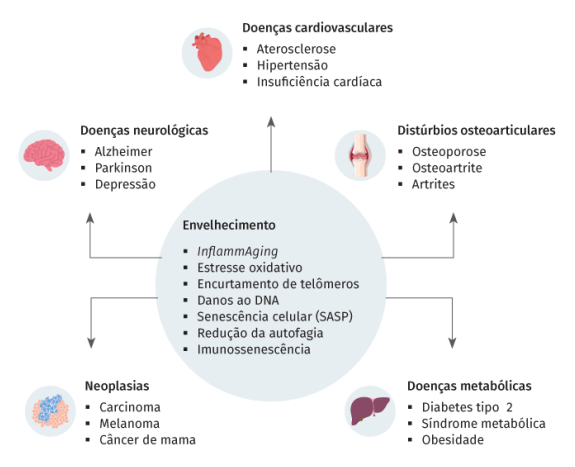 Doenças cardiovasculares
▪ Aterosclerose
▪ Hipertensão
▪ Insuficiência cardíaca
Doenças neurológicas
▪ Alzheimer
▪ Parkinson
▪ Depressão
Distúrbios osteoarticulares
▪ Osteoporose
▪ Osteoartrite
▪ Artrites
Envelhecimento
▪ InflammAging
▪ Estresse oxidativo
▪ Encurtamento de telômeros
▪ Danos ao DNA
▪ Senescência celular (SASP)
▪ Redução da autofagia
▪ Imunossenescência
Neoplasias
▪ Carcinoma
▪ Melanoma
▪ Câncer de mama
Doenças metabólicas
▪ Diabetes tipo 2
▪ Síndrome metabólica
▪ Obesidade